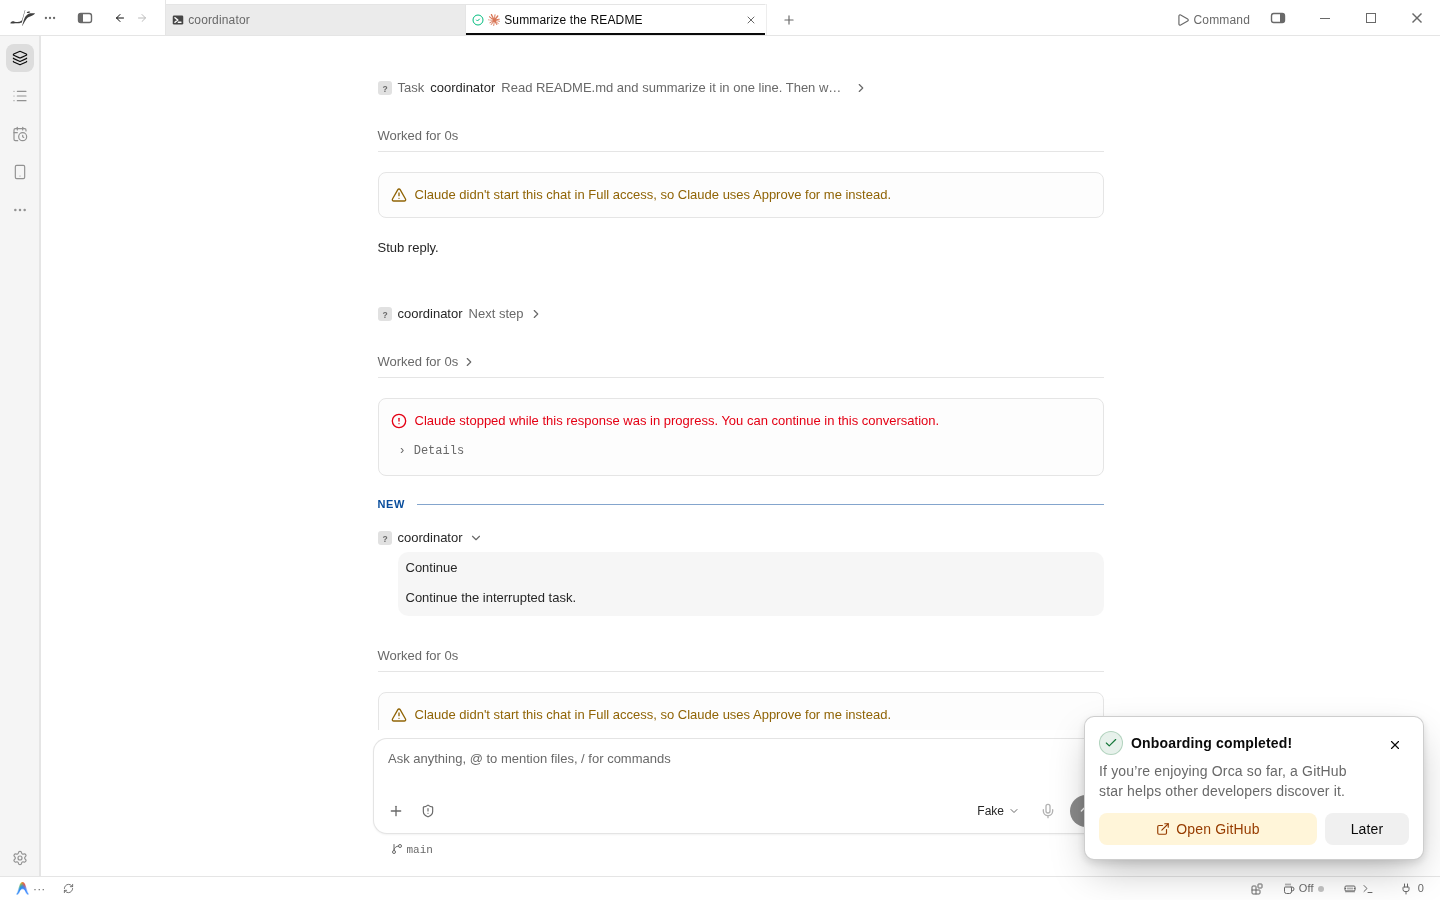 coordinator
Summarize the README
Command
? Task coordinator Read README.md and summarize it in one line. Then w…
Worked for 0s
Claude didn't start this chat in Full access, so Claude uses Approve for me instead.
Stub reply.
? coordinator Next step
Worked for 0s
Claude stopped while this response was in progress. You can continue in this conversation.
› Details
NEW
? coordinator
Continue
Continue the interrupted task.
Worked for 0s
Claude didn't start this chat in Full access, so Claude uses Approve for me instead.
Ask anything, @ to mention files, / for commands
Fake
main
Onboarding completed!
If you’re enjoying Orca so far, a GitHub
star helps other developers discover it.
Open GitHub
Later
Off
0